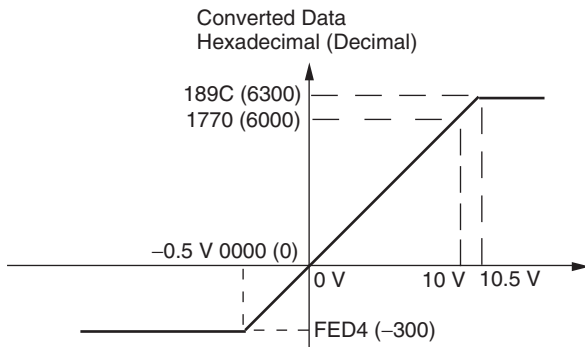 Converted Data
Hexadecimal (Decimal)
189C (6300)
1770 (6000)
−0.5 V 0000 (0)
0 V
10 V
10.5 V
FED4 (−300)